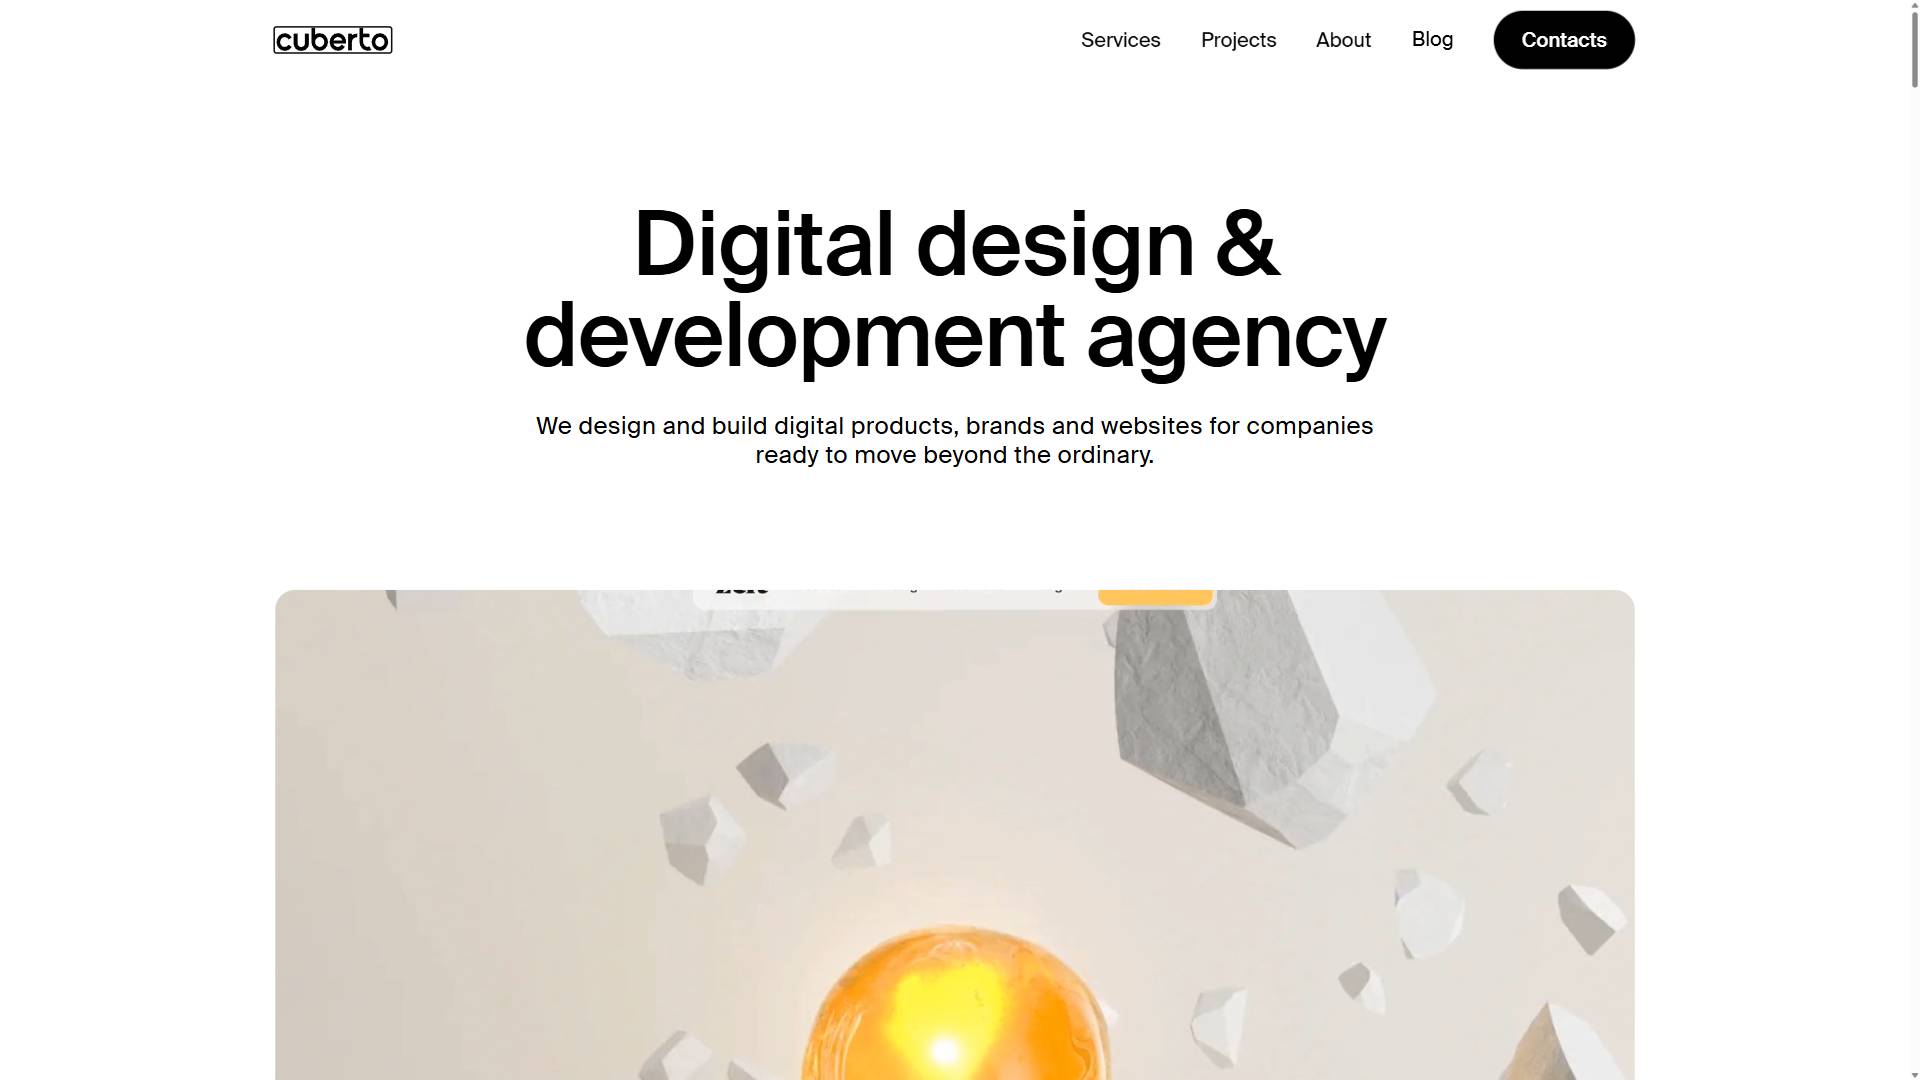 cuberto
Services
Projects
About
Blog
Contacts
Digital design &
development agency
We design and build digital products, brands and websites for companies
ready to move beyond the ordinary.